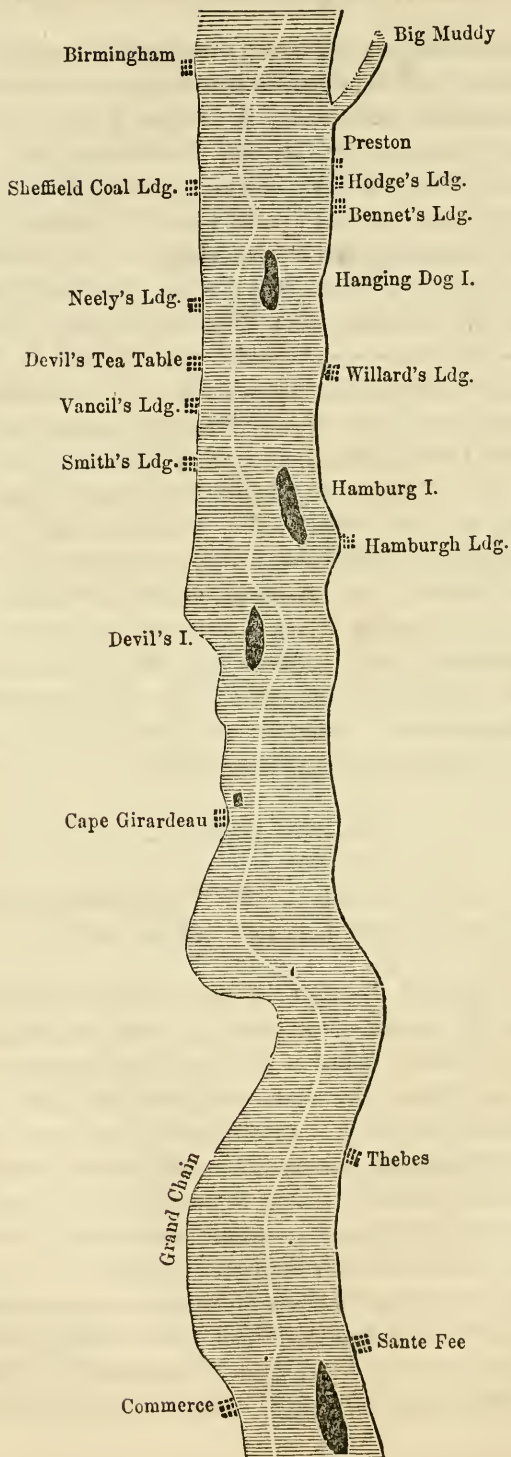 Big Muddy
Birmingham
Preston
Sheffield Coal Ldg.
Hodge's Ldg.
Bennet's Ldg.
Hanging Dog I.
Neely's Ldg.
Devil's Tea Table
Willard's Ldg.
Vancil's Ldg.
Smith's Ldg.
Hamburg I.
Hamburgh Ldg.
Devil's I.
Cape Girardeau
Thebes
Grand Chain
Sante Fee
Commerce